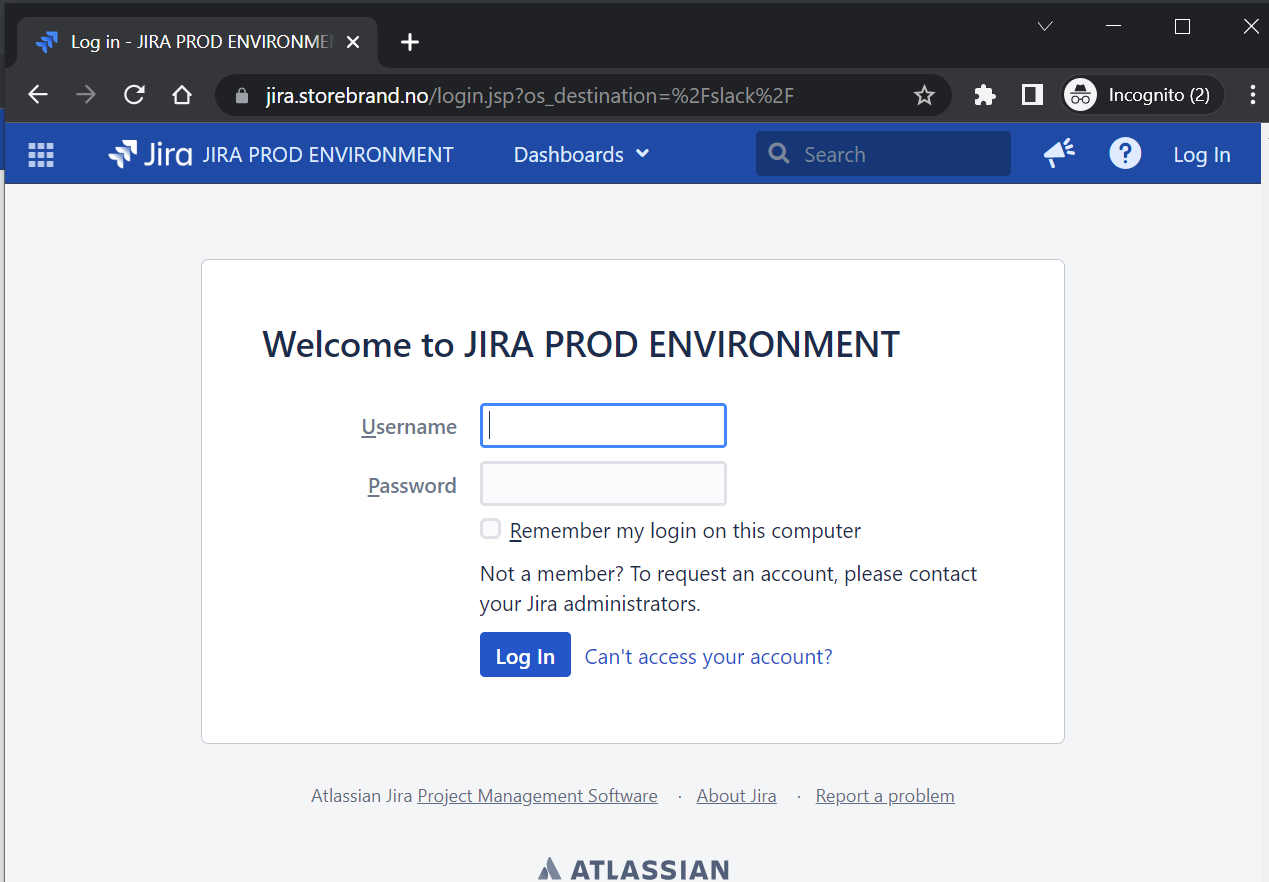 Log in - JIRA PROD ENVIRONME
jira.storebrand.no/login.jsp?os_destination=%2Fslack%2F
Incognito (2)
Jira JIRA PROD ENVIRONMENT
Dashboards
Search
?
Log In
Welcome to JIRA PROD ENVIRONMENT
Username
Password
Remember my login on this computer
Not a member? To request an account, please contact
your Jira administrators.
Log In
Can't access your account?
Atlassian Jira Project Management Software · About Jira · Report a problem
ATLASSIAN